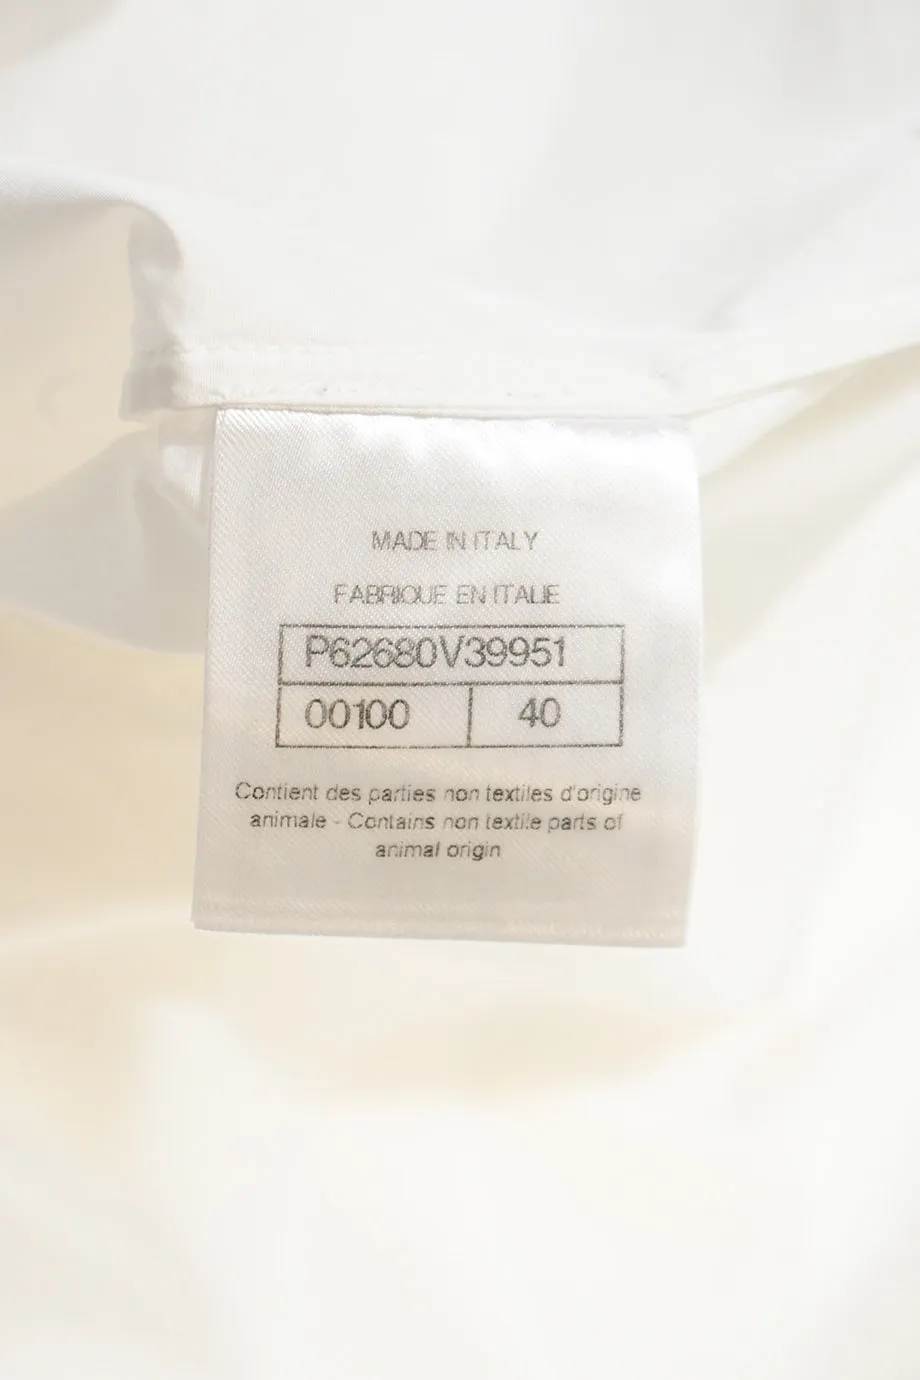 MADE IN ITALY
FABRIQUE EN ITALIE
P62680V39951
00100 40
Contient des parties non textiles d'origine
animale - Contains non textile parts of
animal origin